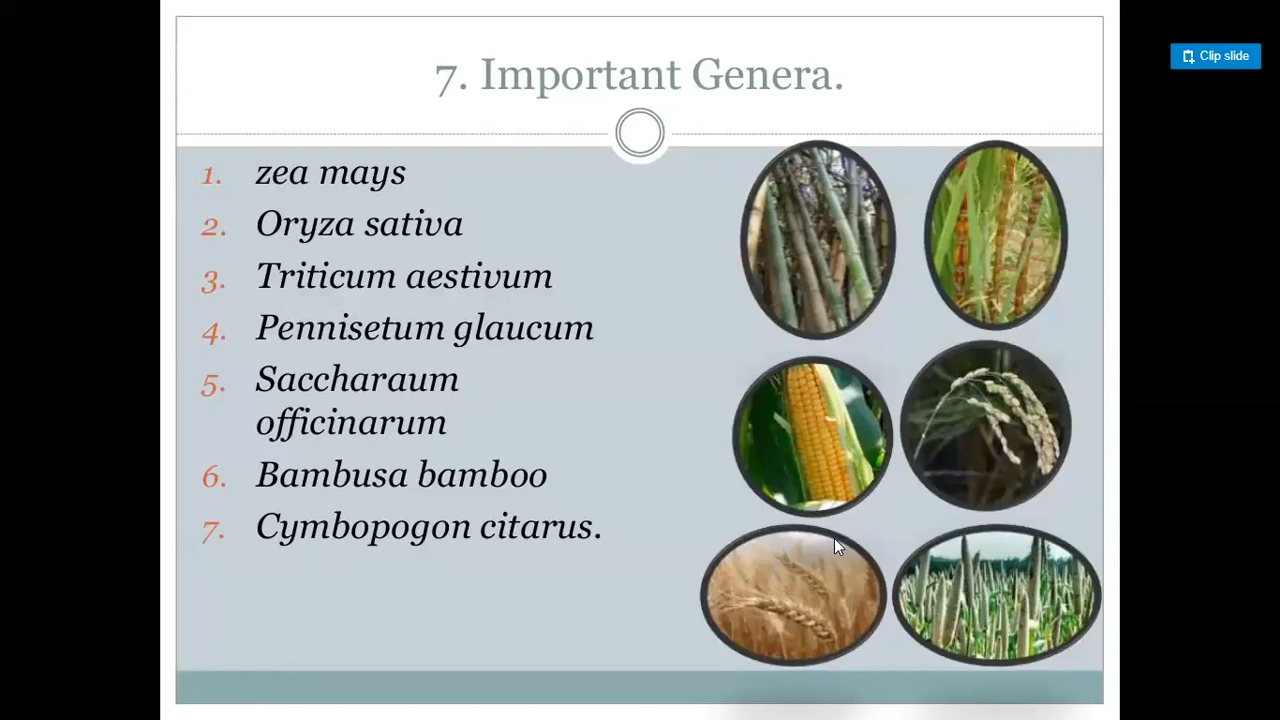 Clip slide
7. Important Genera.
1. zea mays
2. Oryza sativa
3. Triticum aestivum
4. Pennisetum glaucum
5. Saccharaum
officinarum
6. Bambusa bamboo
7. Cymbopogon citarus.